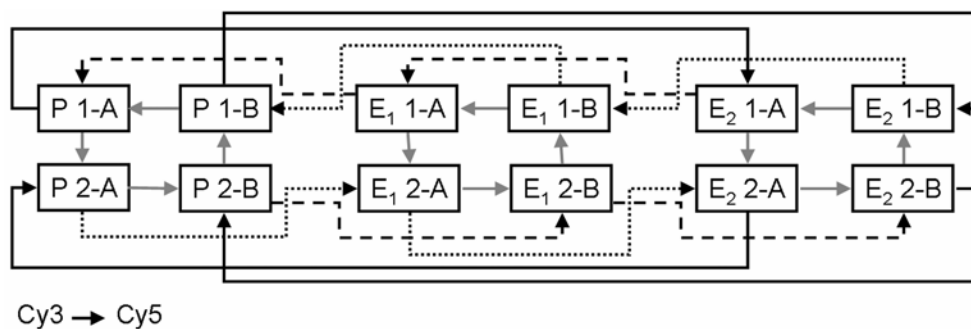 P 1-A P 1-B E₁ 1-A E₁ 1-B E₂ 1-A E₂ 1-B
P 2-A P 2-B E₁ 2-A E₁ 2-B E₂ 2-A E₂ 2-B
Cy3 → Cy5